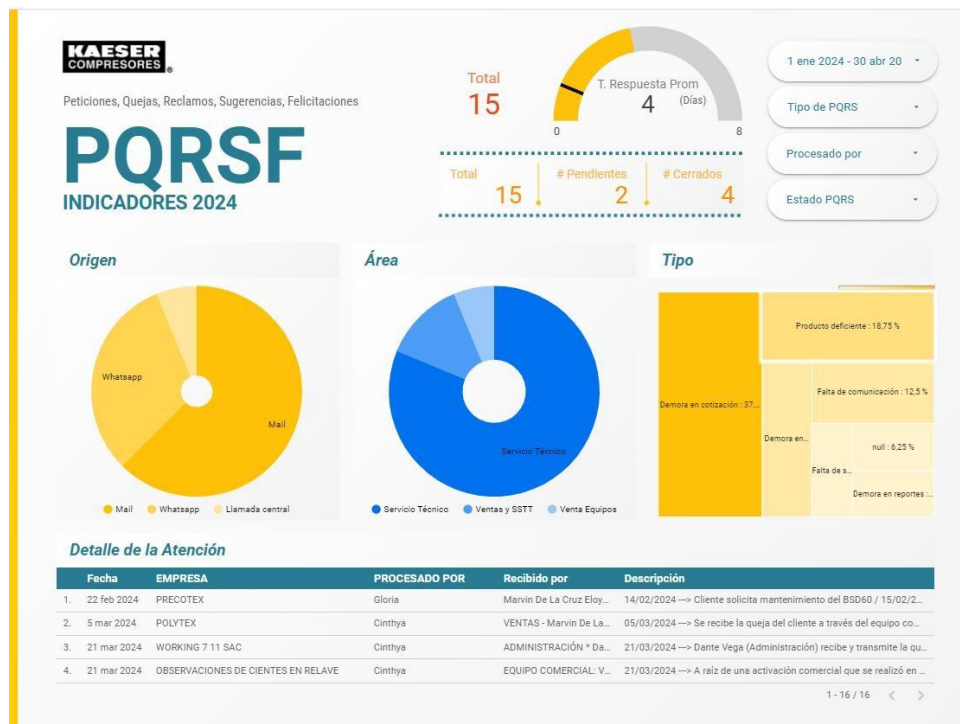 KAESER
COMPRESORES
Peticiones, Quejas, Reclamos, Sugerencias, Felicitaciones
PQRSF
INDICADORES 2024
Total
15
T. Respuesta Prom
4 (Días)
0 8
Total # Pendientes # Cerrados
15 2 4
1 ene 2024 - 30 abr 20
Tipo de PQRS
Procesado por
Estado PQRS
Origen
Whatsapp
Mail
Mail Whatsapp Llamada central
Área
Servicio Técnico
Servicio Técnico Ventas y SSTT Venta Equipos
Tipo
Producto deficiente : 18,75 %
Demora en cotización : 37,...
Falta de comunicación : 12,5 %
Demora en...
null : 6,25 %
Falta de s...
Demora en reportes :...
Detalle de la Atención
Fecha EMPRESA PROCESADO POR Recibido por Descripción
1. 22 feb 2024 PRECOTEX Gloria Marvin De La Cruz Eloy... 14/02/2024 ---> Cliente solicita mantenimiento del BSD60 / 15/02/2...
2. 5 mar 2024 POLYTEX Cinthya VENTAS - Marvin De La... 05/03/2024 ---> Se recibe la queja del cliente a través del equipo co...
3. 21 mar 2024 WORKING 7 11 SAC Cinthya ADMINISTRACIÓN * Da... 21/03/2024 ---> Dante Vega (Administración) recibe y transmite la qu...
4. 21 mar 2024 OBSERVACIONES DE CIENTES EN RELAVE Cinthya EQUIPO COMERCIAL: V... 21/03/2024 ---> A raíz de una activación comercial que se realizó en ...
1 - 16 / 16 < >